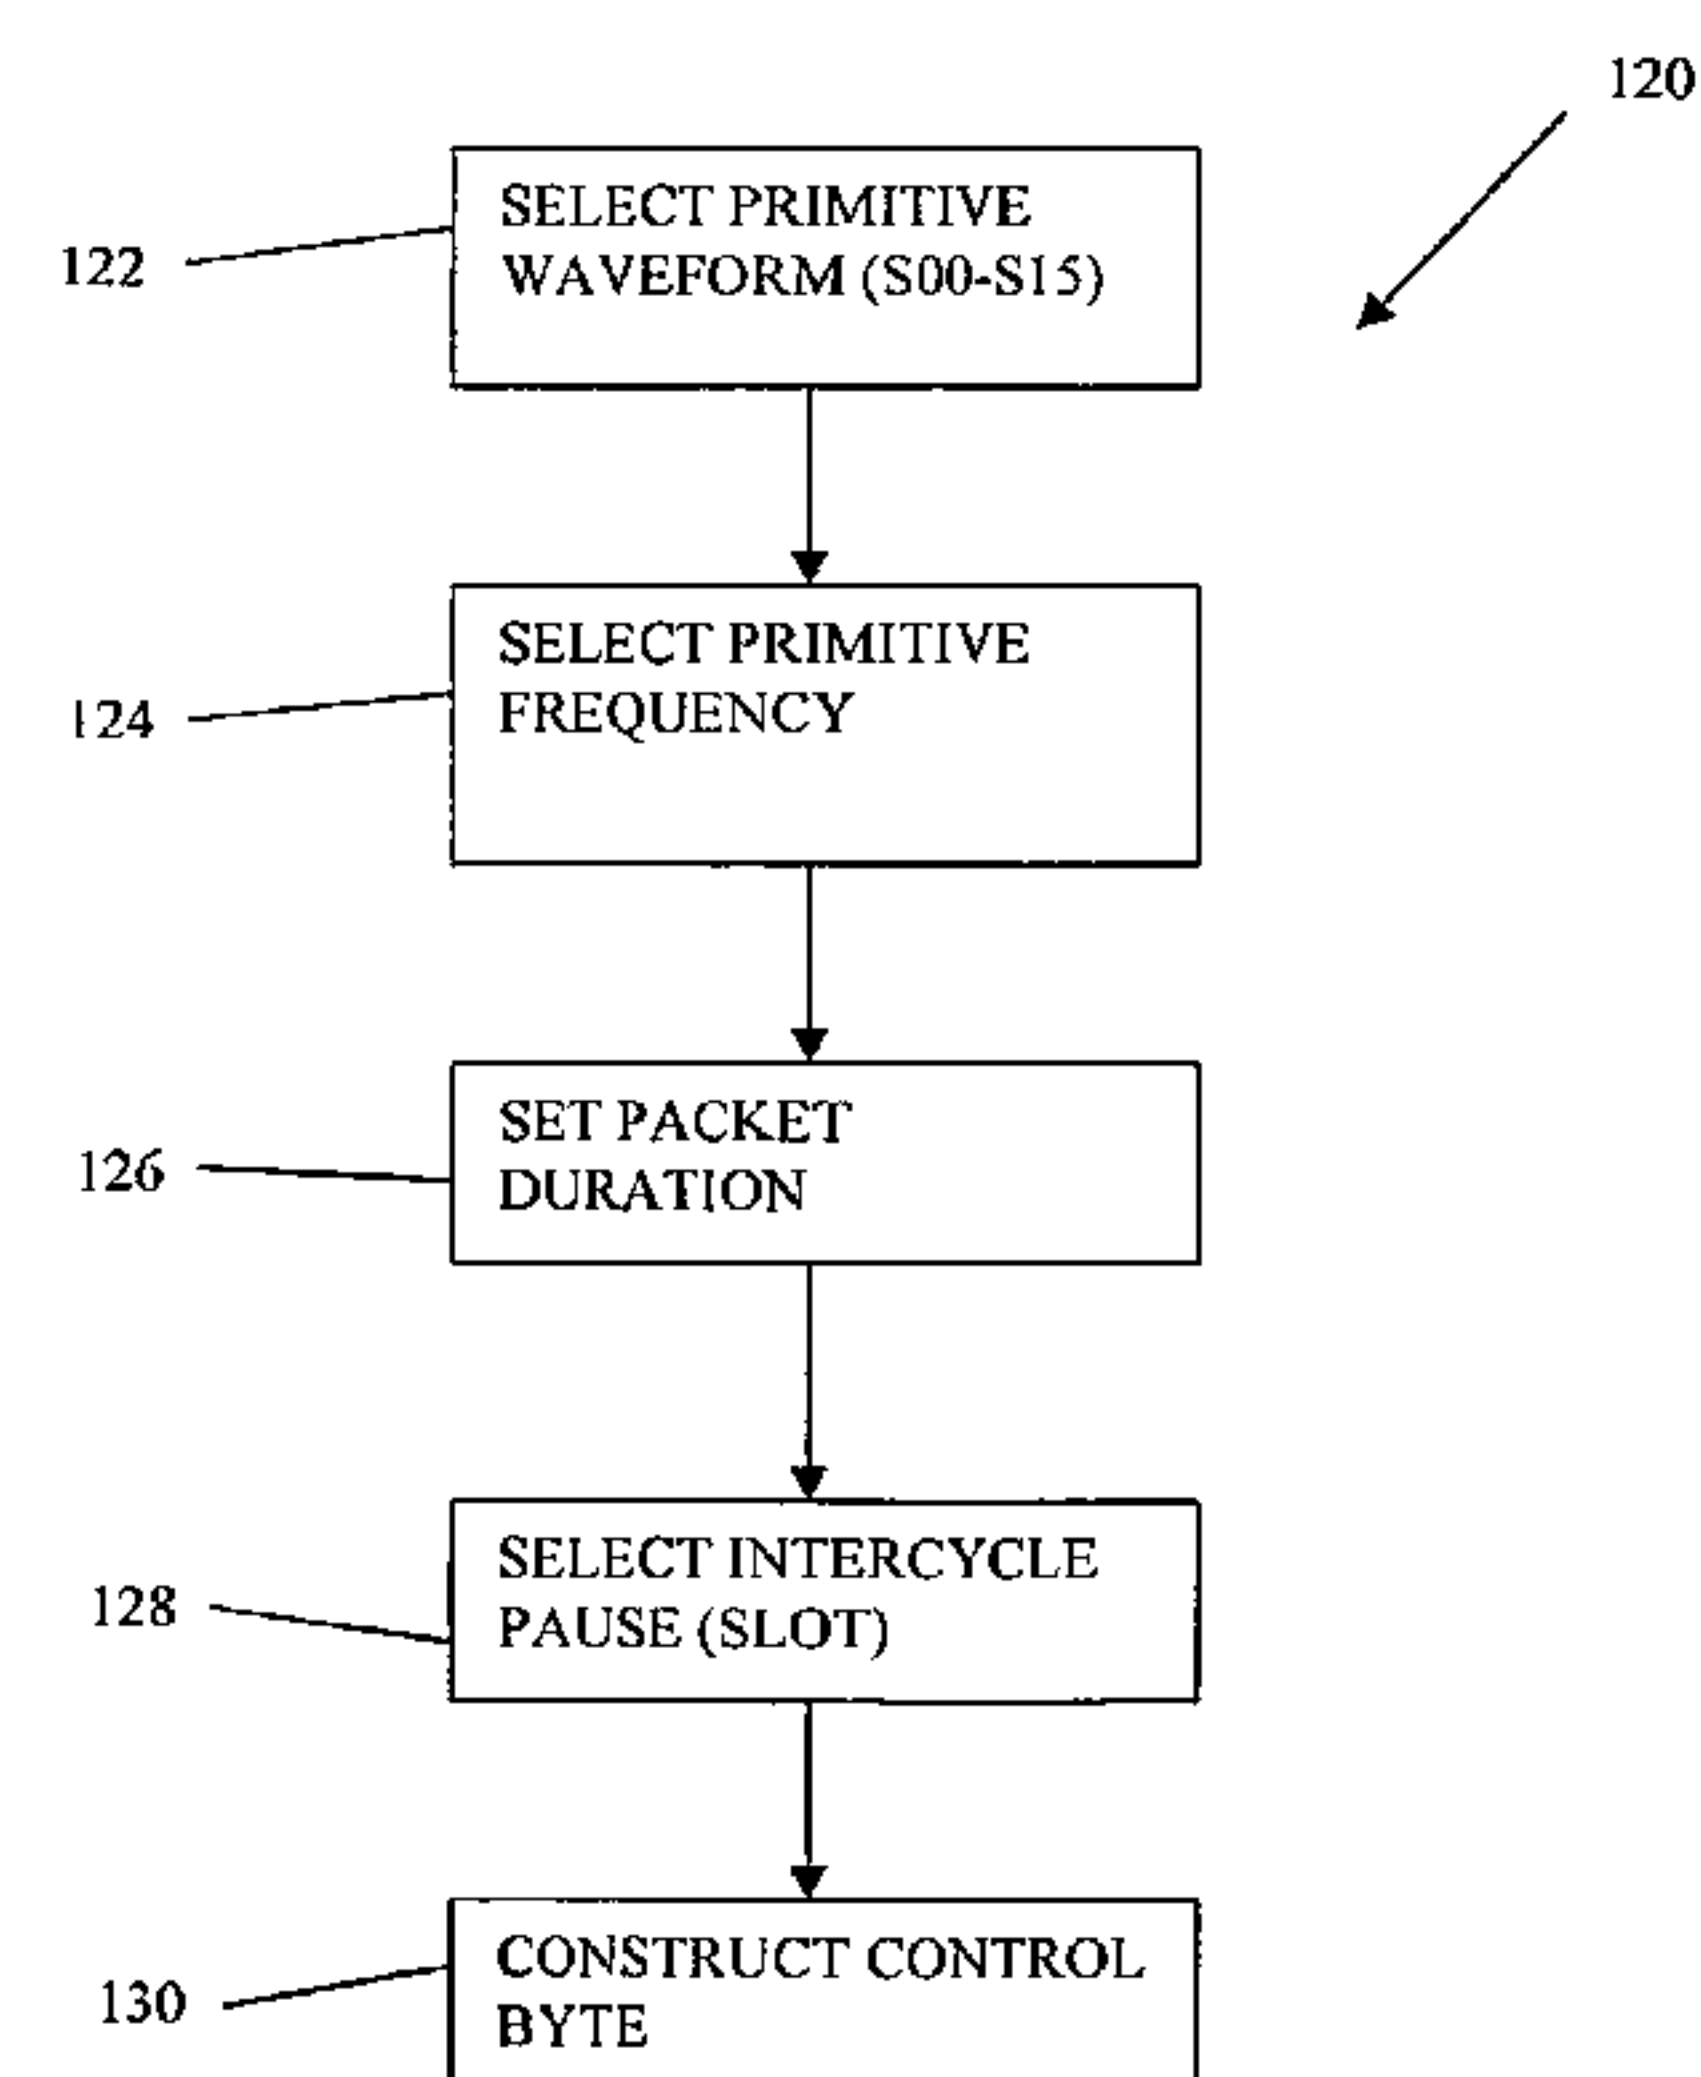 120
122
SELECT PRIMITIVE
WAVEFORM (S00-S15)
124
SELECT PRIMITIVE
FREQUENCY
126
SET PACKET
DURATION
128
SELECT INTERCYCLE
PAUSE (SLOT)
130
CONSTRUCT CONTROL
BYTE